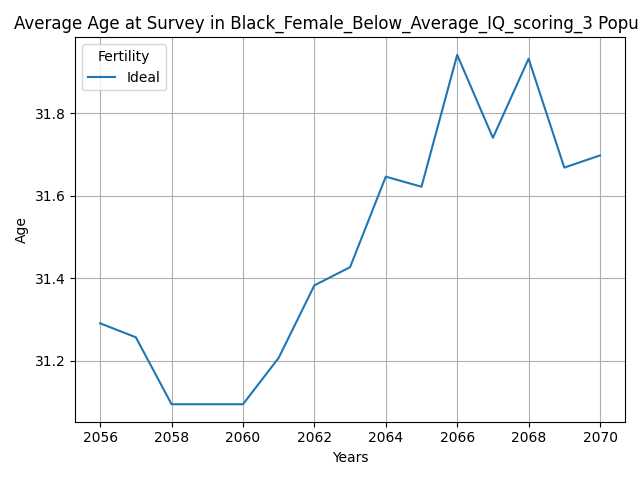 Average Age at Survey in Black_Female_Below_Average_IQ_scoring_3 Popu
Fertility
Ideal
31.8
31.6
31.4
31.2
Age
2056 2058 2060 2062 2064 2066 2068 2070
Years